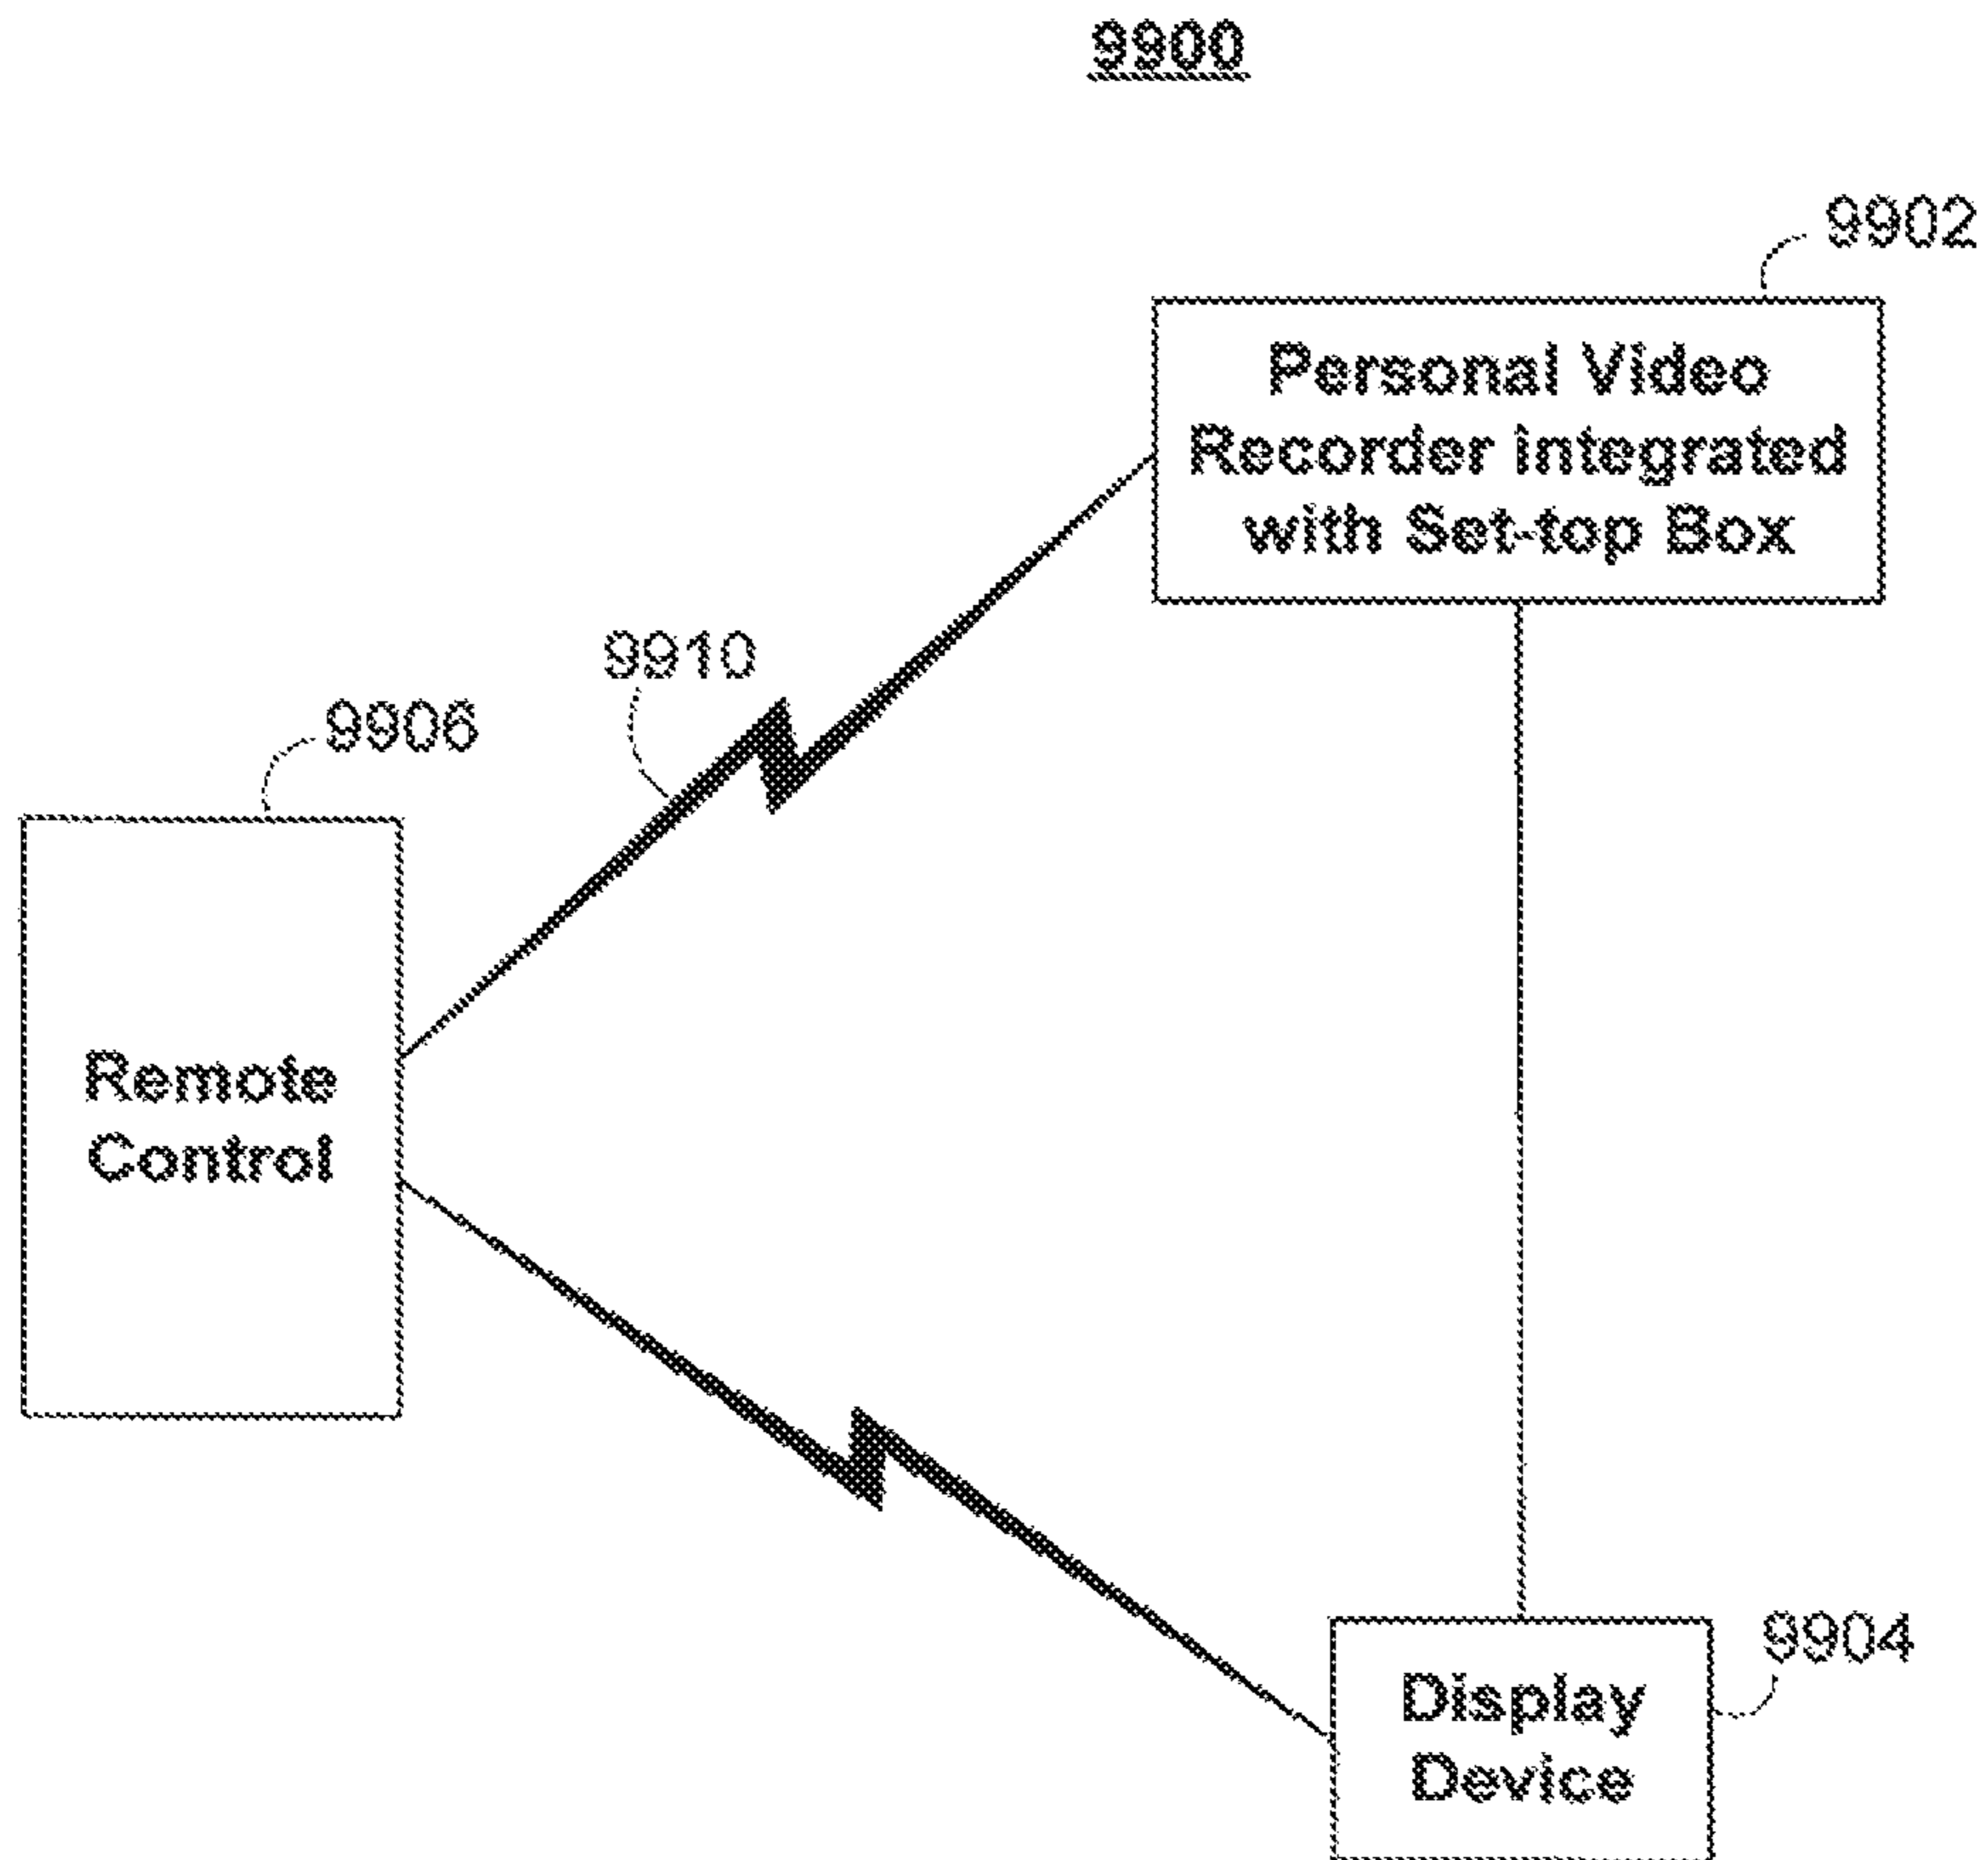 9900
9902
Personal Video
Recorder integrated
with Set-top Box
9910
9906
Remote
Control
9904
Display
Device